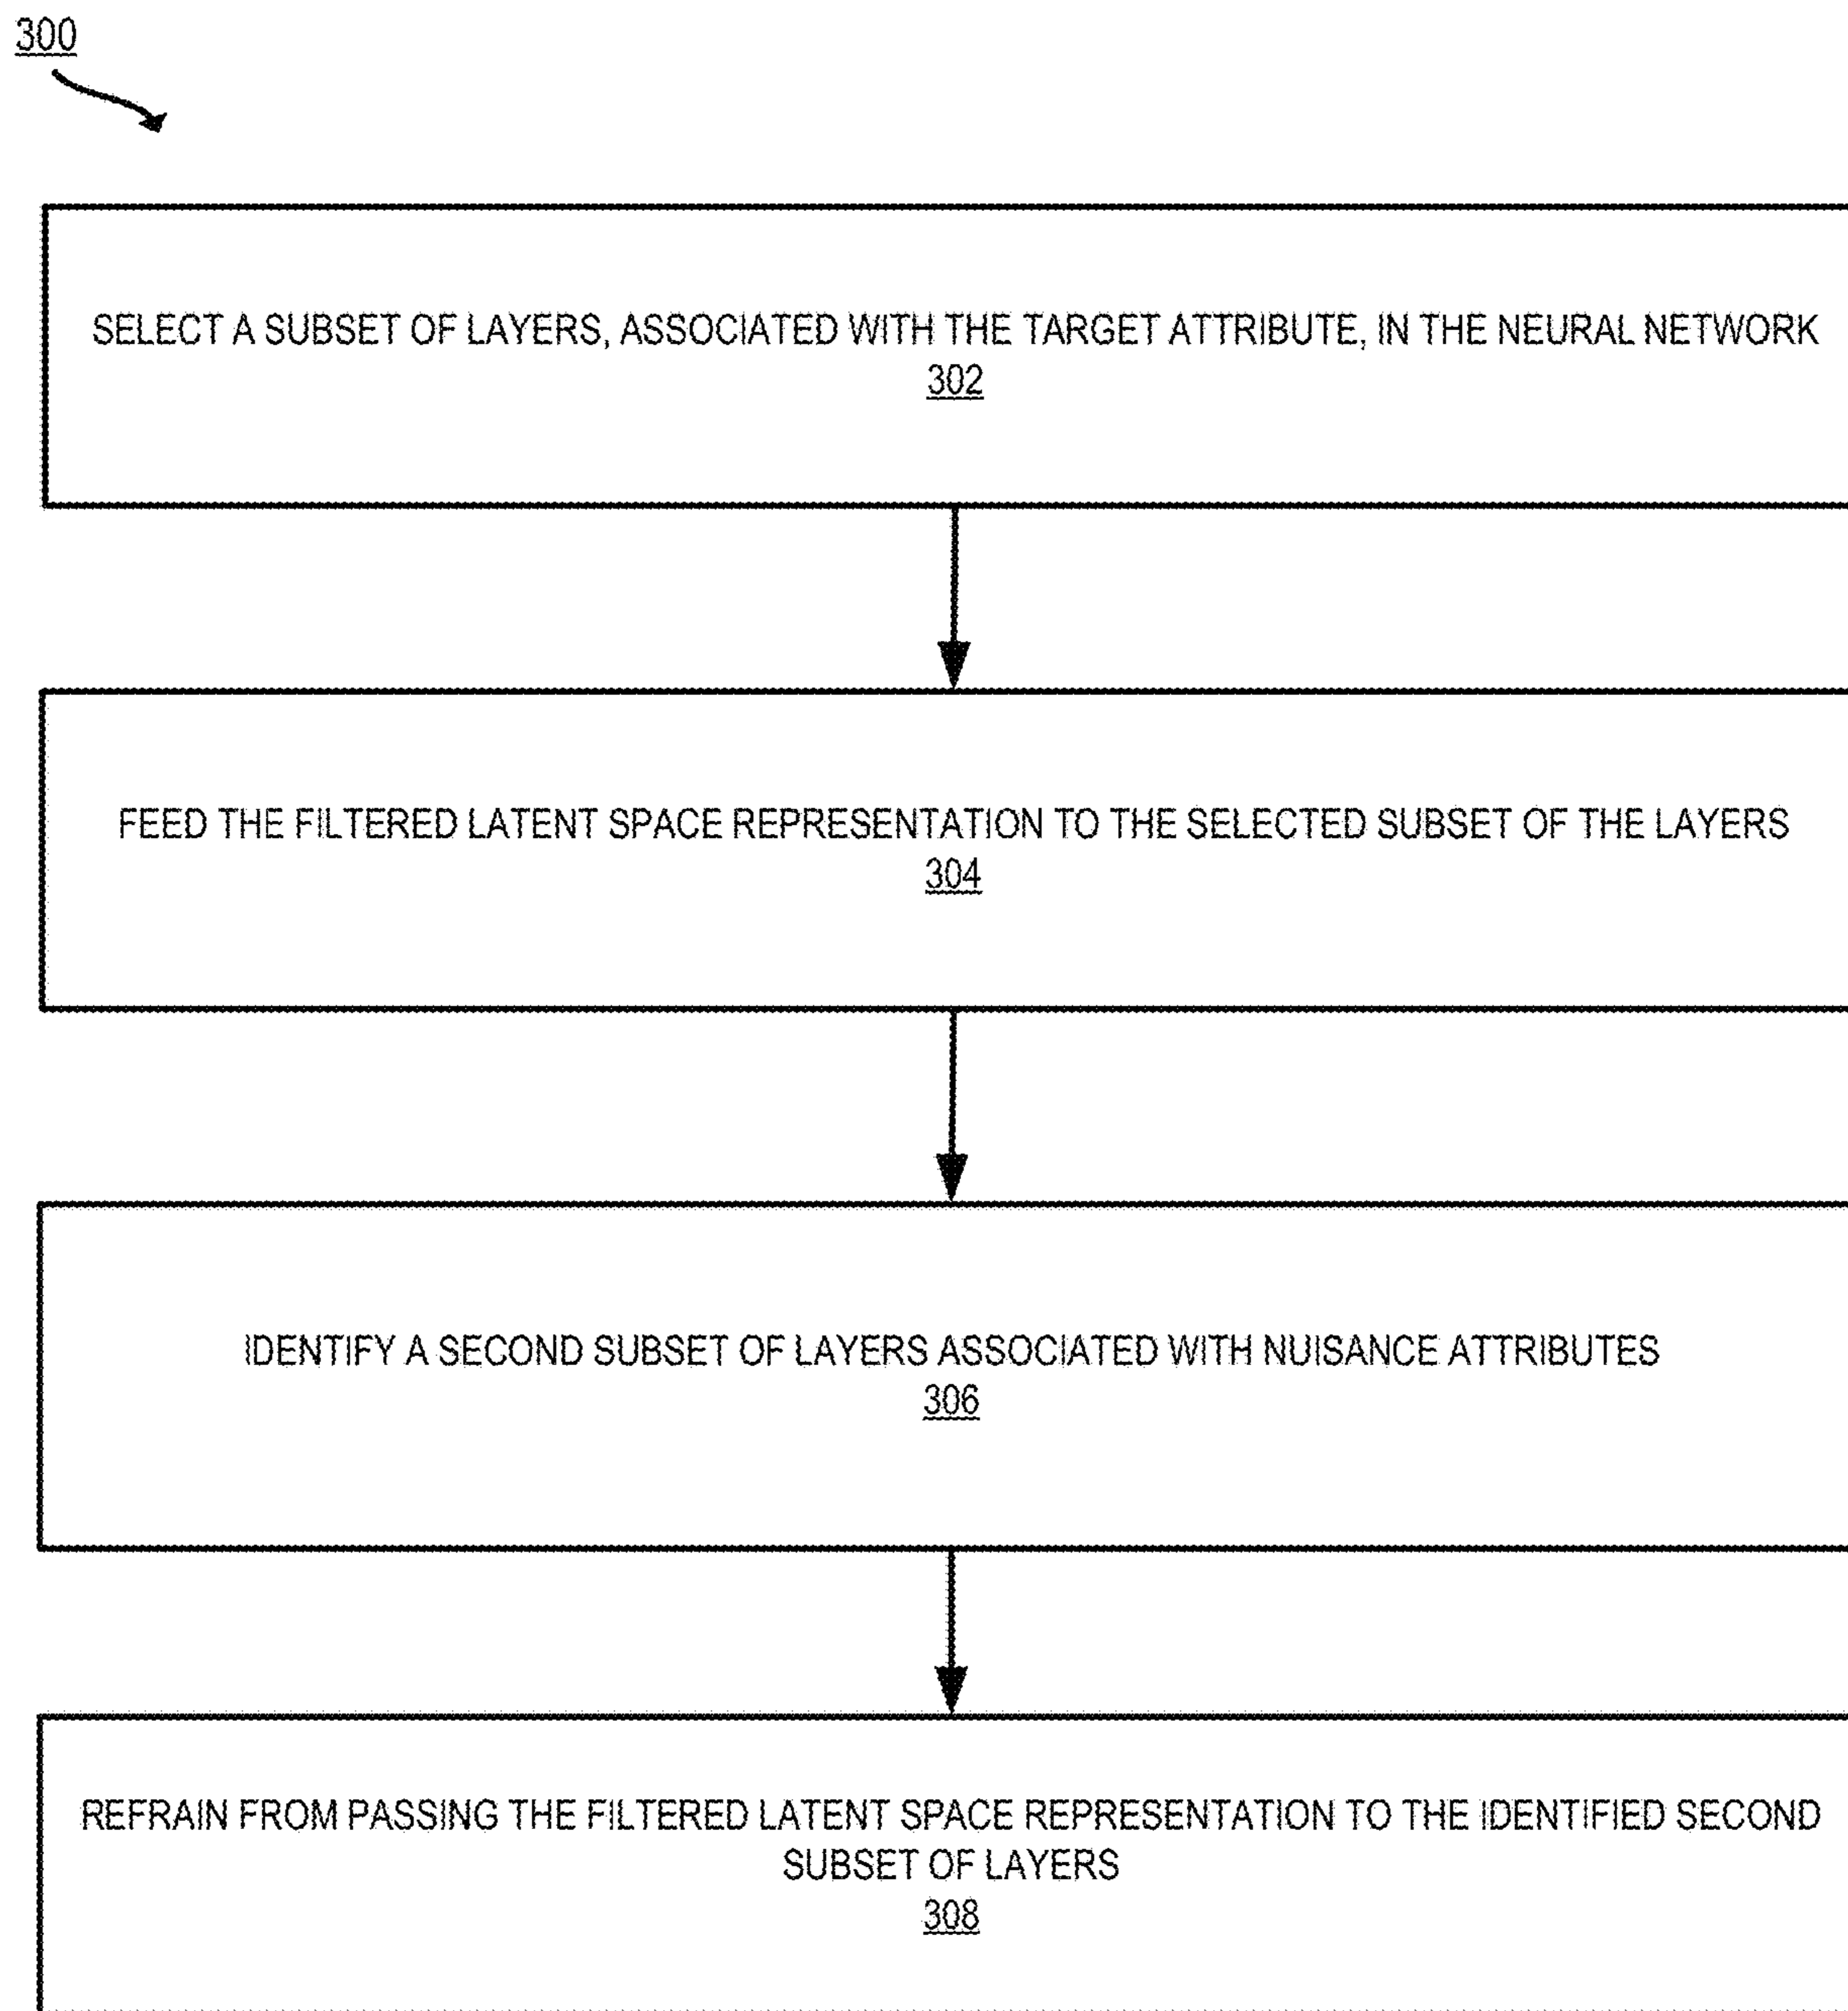 300
SELECT A SUBSET OF LAYERS, ASSOCIATED WITH THE TARGET ATTRIBUTE, IN THE NEURAL NETWORK
302
FEED THE FILTERED LATENT SPACE REPRESENTATION TO THE SELECTED SUBSET OF THE LAYERS
304
IDENTIFY A SECOND SUBSET OF LAYERS ASSOCIATED WITH NUISANCE ATTRIBUTES
306
REFRAIN FROM PASSING THE FILTERED LATENT SPACE REPRESENTATION TO THE IDENTIFIED SECOND
SUBSET OF LAYERS
308